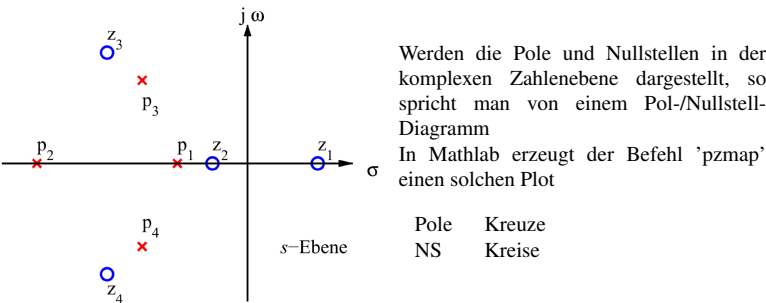 j ω
z3
p3
p2
p1
z2
z1
σ
p4
s−Ebene
z4
Werden die Pole und Nullstellen in der
komplexen Zahlenebene dargestellt, so
spricht man von einem Pol-/Nullstell-
Diagramm
In Mathlab erzeugt der Befehl 'pzmap'
einen solchen Plot
Pole Kreuze
NS Kreise